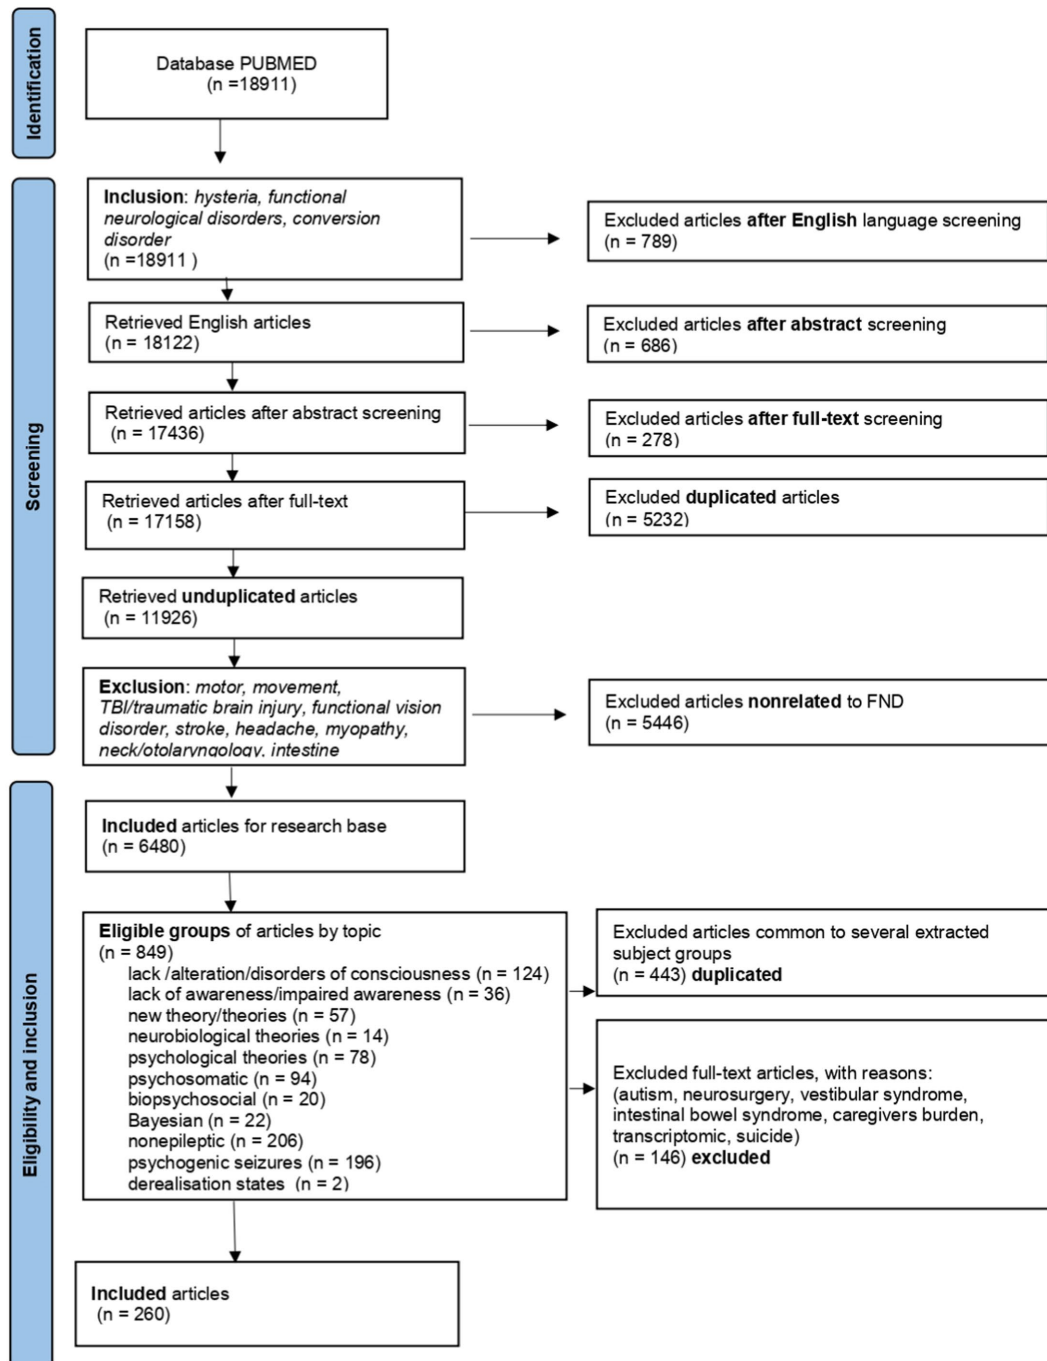 Identification
Database PUBMED
(n =18911)
Screening
Inclusion: hysteria, functional
neurological disorders, conversion
disorder
(n =18911 )
Excluded articles after English language screening
(n = 789)
Retrieved English articles
(n = 18122)
Excluded articles after abstract screening
(n = 686)
Retrieved articles after abstract screening
(n = 17436)
Excluded articles after full-text screening
(n = 278)
Retrieved articles after full-text
(n = 17158)
Excluded duplicated articles
(n = 5232)
Retrieved unduplicated articles
(n = 11926)
Exclusion: motor, movement,
TBI/traumatic brain injury, functional vision
disorder, stroke, headache, myopathy,
neck/otolaryngology, intestine
Excluded articles nonrelated to FND
(n = 5446)
Eligibility and inclusion
Included articles for research base
(n = 6480)
Eligible groups of articles by topic
(n = 849)
lack /alteration/disorders of consciousness (n = 124)
lack of awareness/impaired awareness (n = 36)
new theory/theories (n = 57)
neurobiological theories (n = 14)
psychological theories (n = 78)
psychosomatic (n = 94)
biopsychosocial (n = 20)
Bayesian (n = 22)
nonepileptic (n = 206)
psychogenic seizures (n = 196)
derealisation states (n = 2)
Excluded articles common to several extracted
subject groups
(n = 443) duplicated
Excluded full-text articles, with reasons:
(autism, neurosurgery, vestibular syndrome,
intestinal bowel syndrome, caregivers burden,
transcriptomic, suicide)
(n = 146) excluded
Included articles
(n = 260)